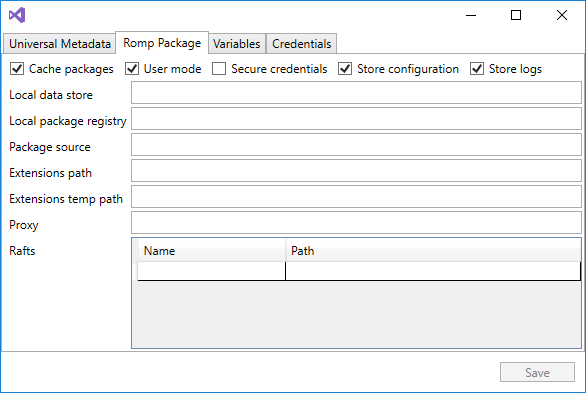 Universal Metadata Romp Package Variables Credentials
Cache packages User mode Secure credentials Store configuration Store logs
Local data store
Local package registry
Package source
Extensions path
Extensions temp path
Proxy
Rafts Name Path
Save